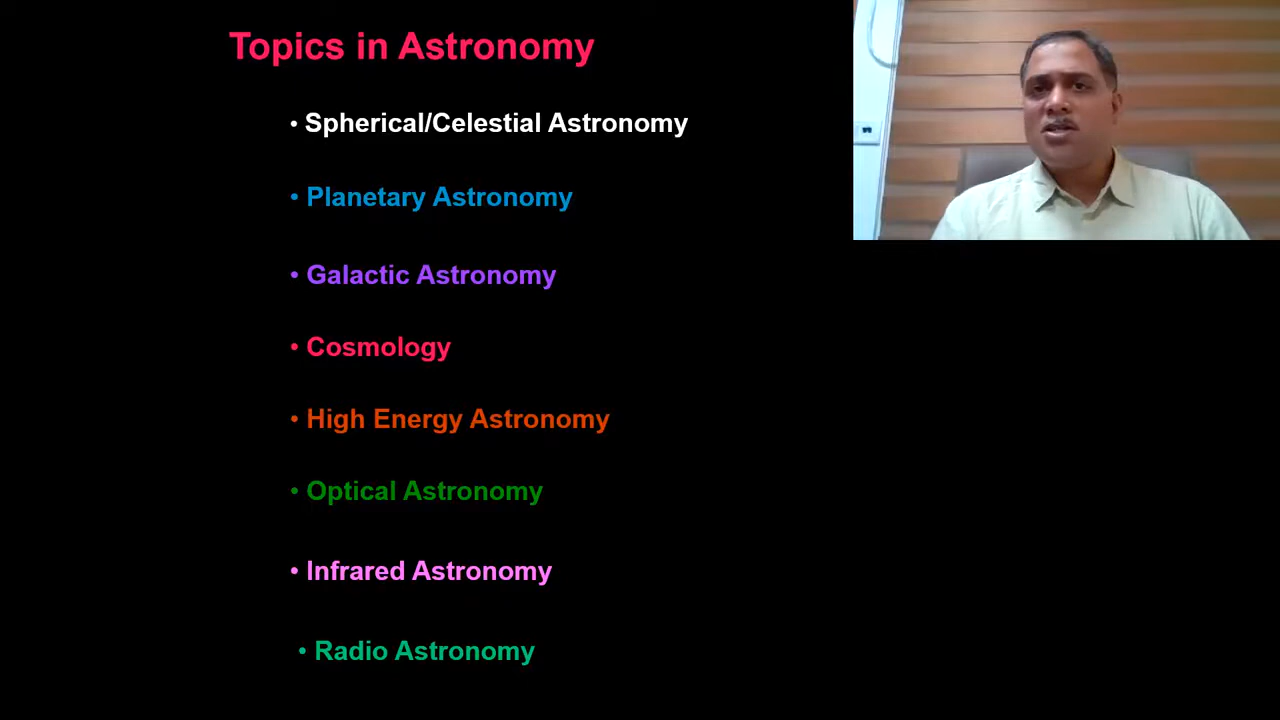 Topics in Astronomy
• Spherical/Celestial Astronomy
• Planetary Astronomy
• Galactic Astronomy
• Cosmology
• High Energy Astronomy
• Optical Astronomy
• Infrared Astronomy
• Radio Astronomy